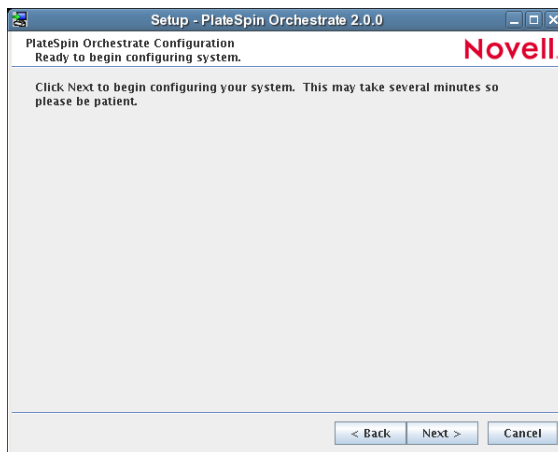 Setup - PlateSpin Orchestrate 2.0.0
PlateSpin Orchestrate Configuration
Ready to begin configuring system.
Novell.
Click Next to begin configuring your system. This may take several minutes so
please be patient.
< Back
Next >
Cancel